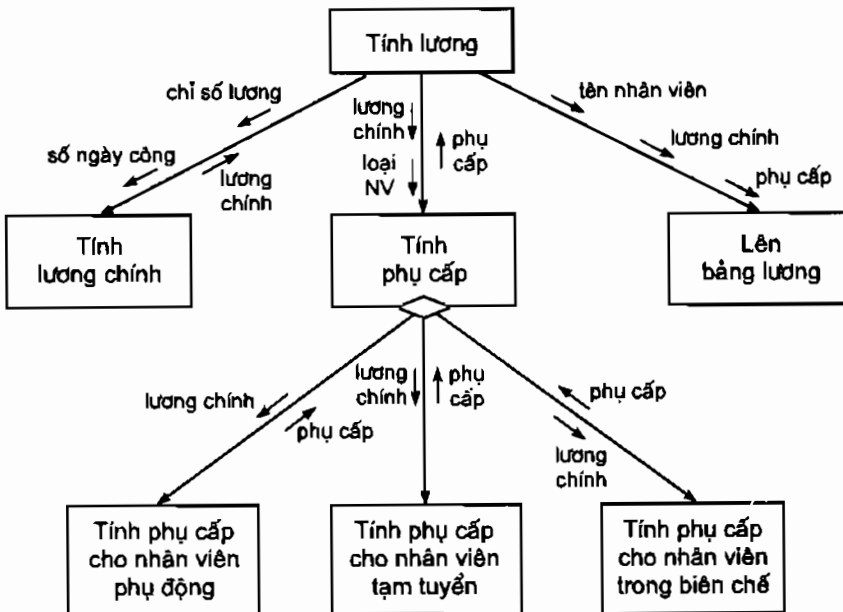 Tính lương
chỉ số lương
số ngày công
lương
chính
lương
chính
loại
NV
phụ
cấp
tên nhân viên
lương chính
phụ cấp
Tính
lương chính
Tính
phụ cấp
Lên
bảng lương
lương chính
phụ cấp
lương
chính
phụ
cấp
phụ cấp
lương
chính
Tính phụ cấp
cho nhân viên
phụ động
Tính phụ cấp
cho nhân viên
tạm tuyển
Tính phụ cấp
cho nhân viên
trong biên chế